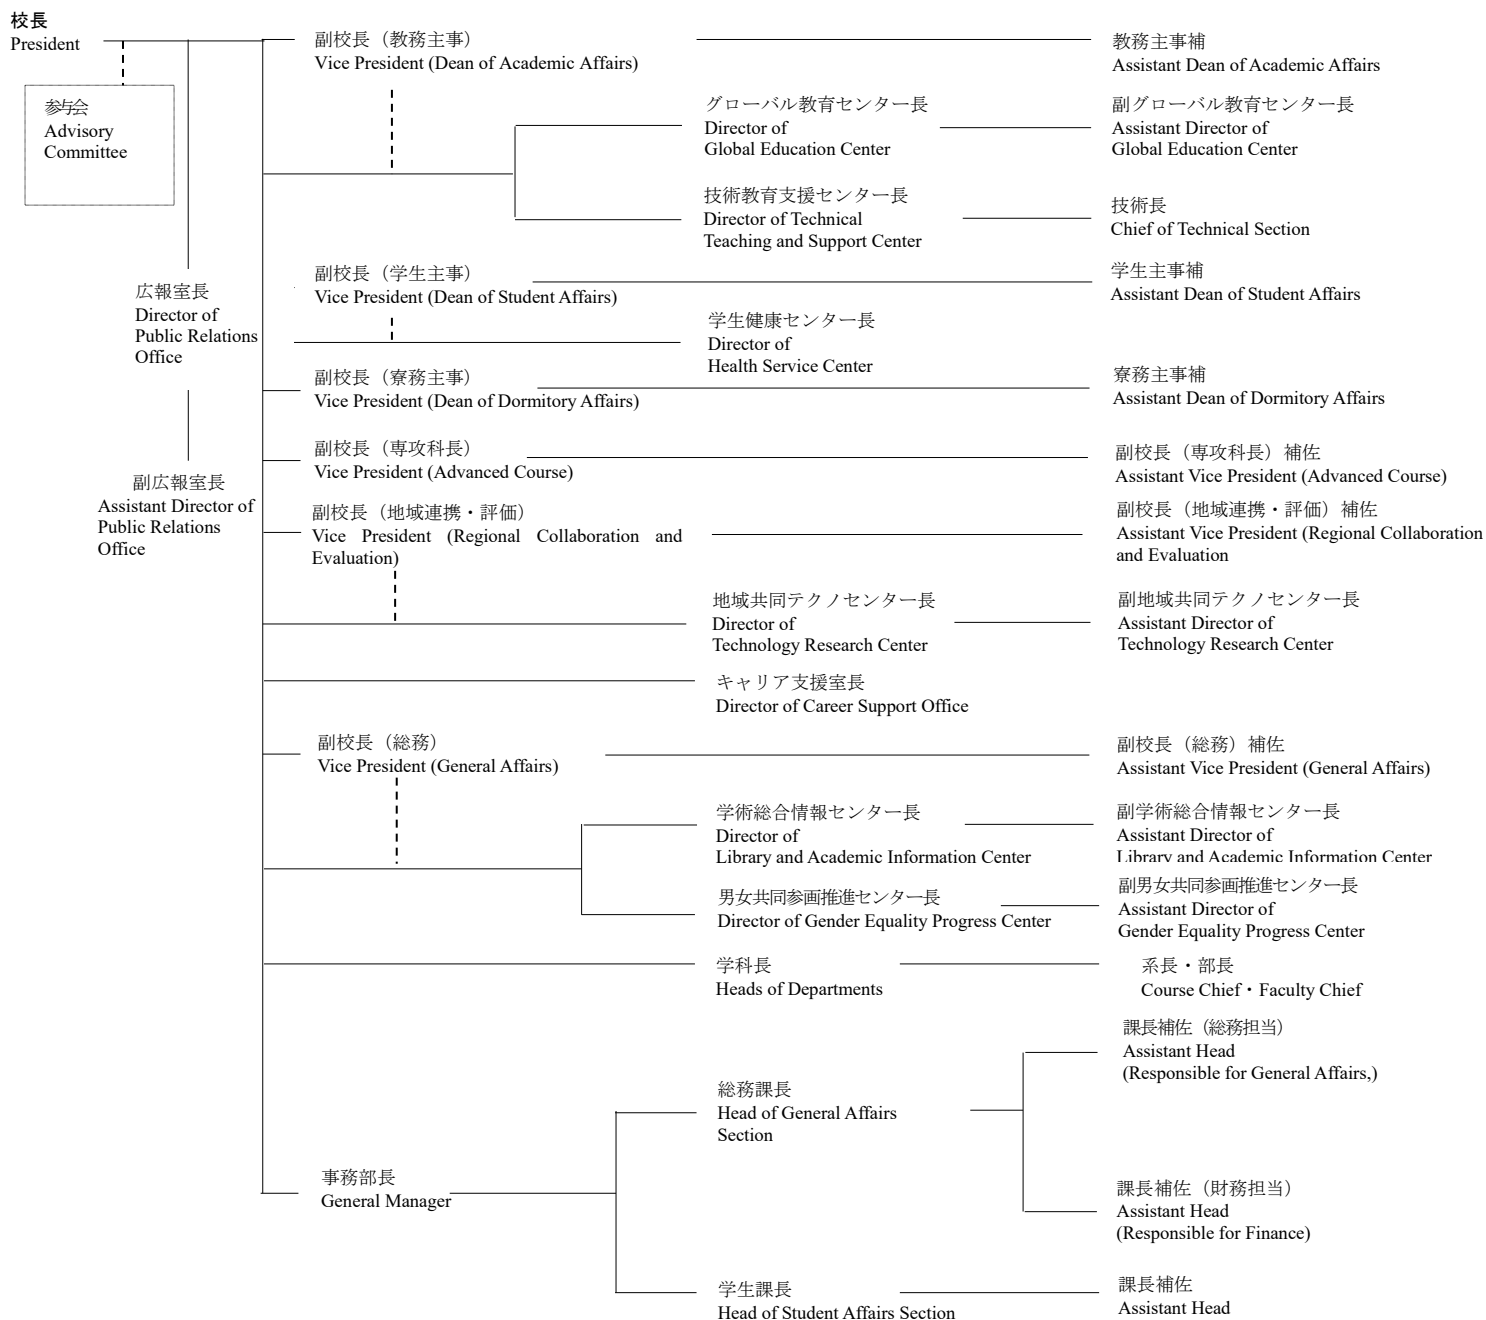 校長
President
参与会
Advisory
Committee
広報室長
Director of
Public Relations
Office
副広報室長
Assistant Director of
Public Relations
Office
副校長（教務主事）
Vice President (Dean of Academic Affairs)
教務主事補
Assistant Dean of Academic Affairs
グローバル教育センター長
Director of
Global Education Center
副グローバル教育センター長
Assistant Director of
Global Education Center
技術教育支援センター長
Director of Technical
Teaching and Support Center
技術長
Chief of Technical Section
副校長（学生主事）
Vice President (Dean of Student Affairs)
学生主事補
Assistant Dean of Student Affairs
学生健康センター長
Director of
Health Service Center
副校長（寮務主事）
Vice President (Dean of Dormitory Affairs)
寮務主事補
Assistant Dean of Dormitory Affairs
副校長（専攻科長）
Vice President (Advanced Course)
副校長（専攻科長）補佐
Assistant Vice President (Advanced Course)
副校長（地域連携・評価）
Vice President (Regional Collaboration and
Evaluation)
副校長（地域連携・評価）補佐
Assistant Vice President (Regional Collaboration
and Evaluation
地域共同テクノセンター長
Director of
Technology Research Center
副地域共同テクノセンター長
Assistant Director of
Technology Research Center
キャリア支援室長
Director of Career Support Office
副校長（総務）
Vice President (General Affairs)
副校長（総務）補佐
Assistant Vice President (General Affairs)
学術総合情報センター長
Director of
Library and Academic Information Center
副学術総合情報センター長
Assistant Director of
Library and Academic Information Center
男女共同参画推進センター長
Director of Gender Equality Progress Center
副男女共同参画推進センター長
Assistant Director of
Gender Equality Progress Center
学科長
Heads of Departments
系長・部長
Course Chief・Faculty Chief
事務部長
General Manager
総務課長
Head of General Affairs
Section
課長補佐（総務担当）
Assistant Head
(Responsible for General Affairs,)
課長補佐（財務担当）
Assistant Head
(Responsible for Finance)
学生課長
Head of Student Affairs Section
課長補佐
Assistant Head